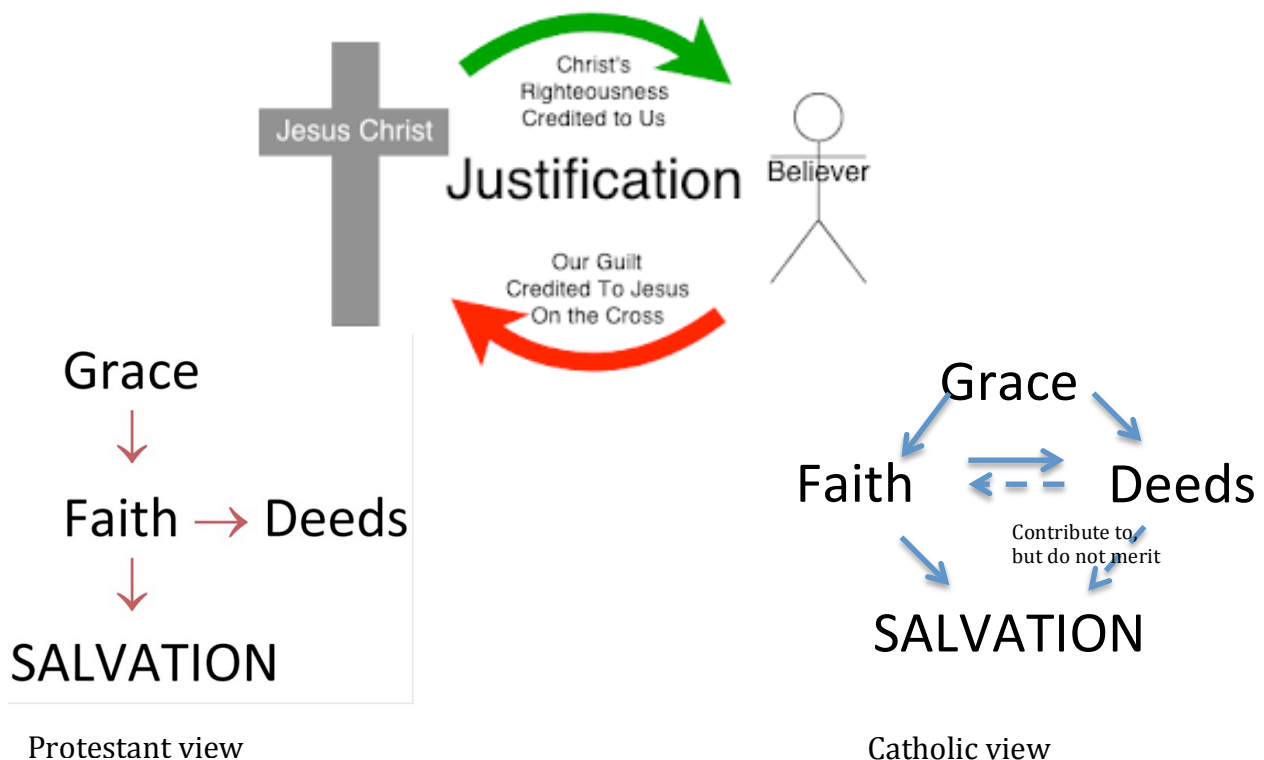 Christ's
Righteousness
Credited to Us
Jesus Christ
Justification
Believer
Our Guilt
Credited To Jesus
On the Cross
Grace
Faith
Deeds
SALVATION
Protestant view
Grace
Faith
Deeds
Contribute to,
but do not merit
SALVATION
Catholic view